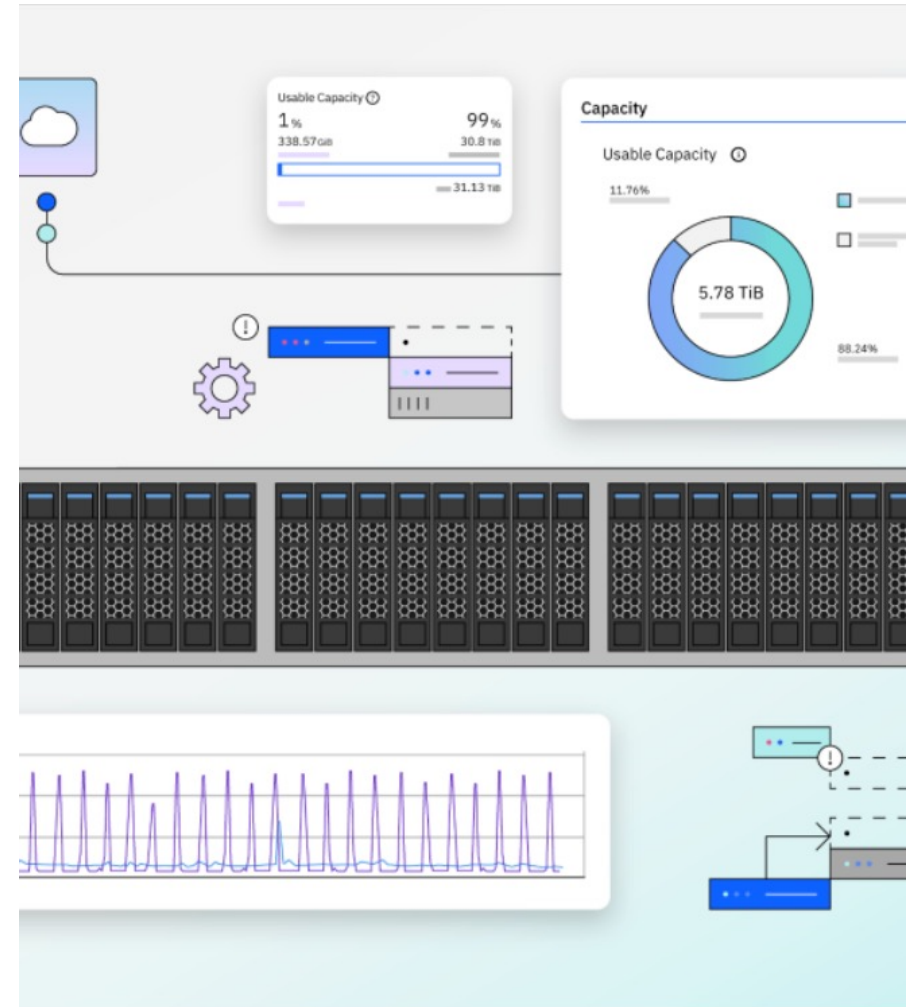 Usable Capacity ?
1% 99%
338.57 GiB 30.8 TiB
31.13 TiB
Capacity
Usable Capacity
11.76%
5.78 TiB
88.24%